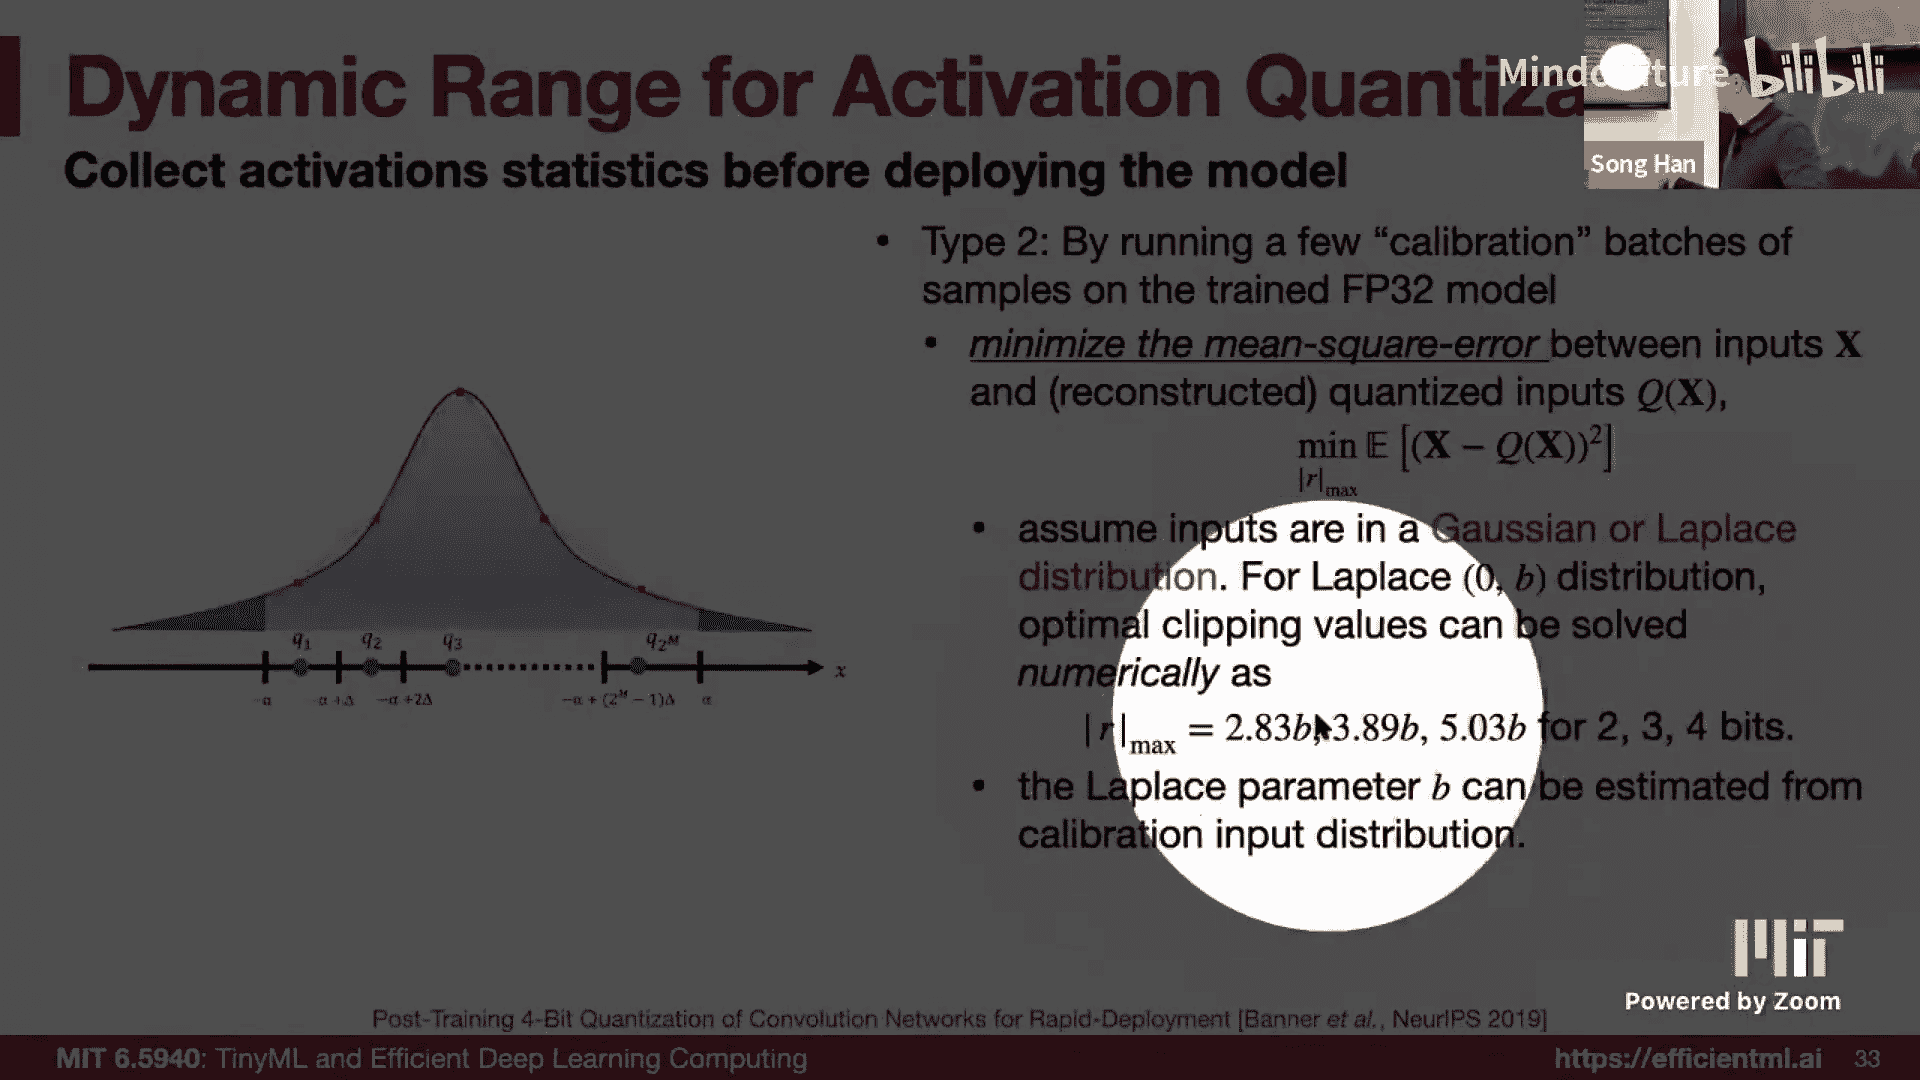 Dynamic Range for Activation Quantiza
Collect activations statistics before deploying the model
bilibili
Song Han
• Type 2: By running a few “calibration” batches of
samples on the trained FP32 model
• minimize the mean-square-error between inputs X
and (reconstructed) quantized inputs Q(X),
min E [(X − Q(X))²]
|r|max
• assume inputs are in a Gaussian or Laplace
distribution. For Laplace (0, b) distribution,
optimal clipping values can be solved
numerically as
|r|max = 2.83b, 3.89b, 5.03b for 2, 3, 4 bits.
• the Laplace parameter b can be estimated from
calibration input distribution.
q₁ q₂ q₃ q₂ᴹ
x
−α −α +Δ −α +2Δ −α + (2ᴹ − 1)Δ α
MIT
Powered by Zoom
Post-Training 4-Bit Quantization of Convolution Networks for Rapid-Deployment [Banner et al., NeurIPS 2019]
MIT 6.5940: TinyML and Efficient Deep Learning Computing
https://efficientml.ai 33